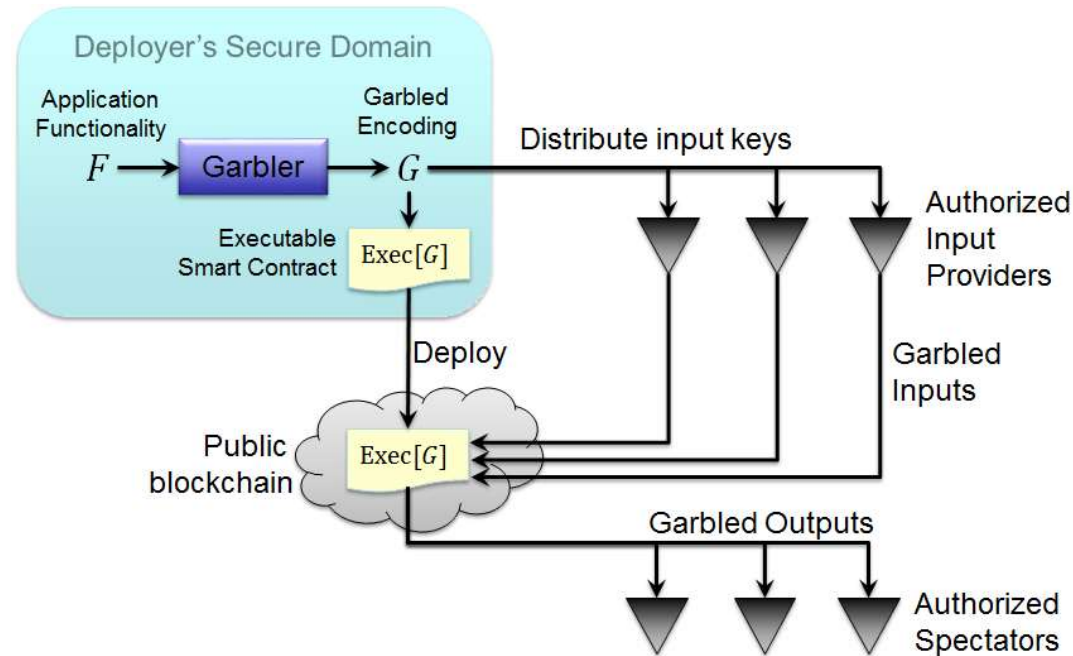 Deployer's Secure Domain
Application
Functionality
Garbled
Encoding
F
Garbler
G
Distribute input keys
Executable
Smart Contract
Exec[G]
Authorized
Input
Providers
Deploy
Garbled
Inputs
Public
blockchain
Exec[G]
Garbled Outputs
Authorized
Spectators